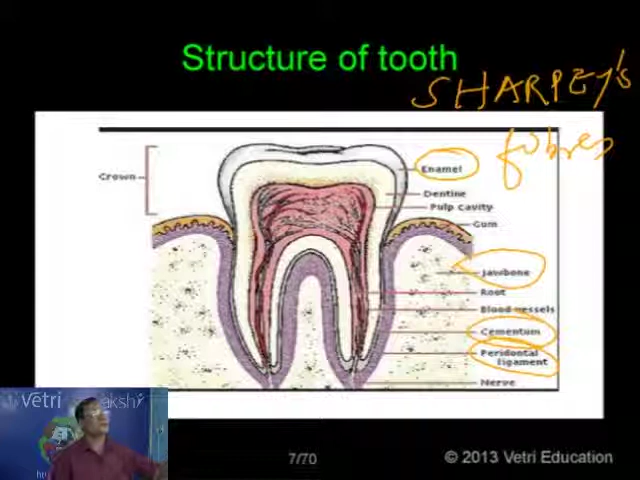 Structure of tooth
SHARPEY's
fibres
Crown
Enamel
Dentine
Pulp cavity
Gum
Jawbone
Root
Blood vessels
Cementum
Peridontal
ligament
Nerve
Vetri
akshi
7/70
© 2013 Vetri Education